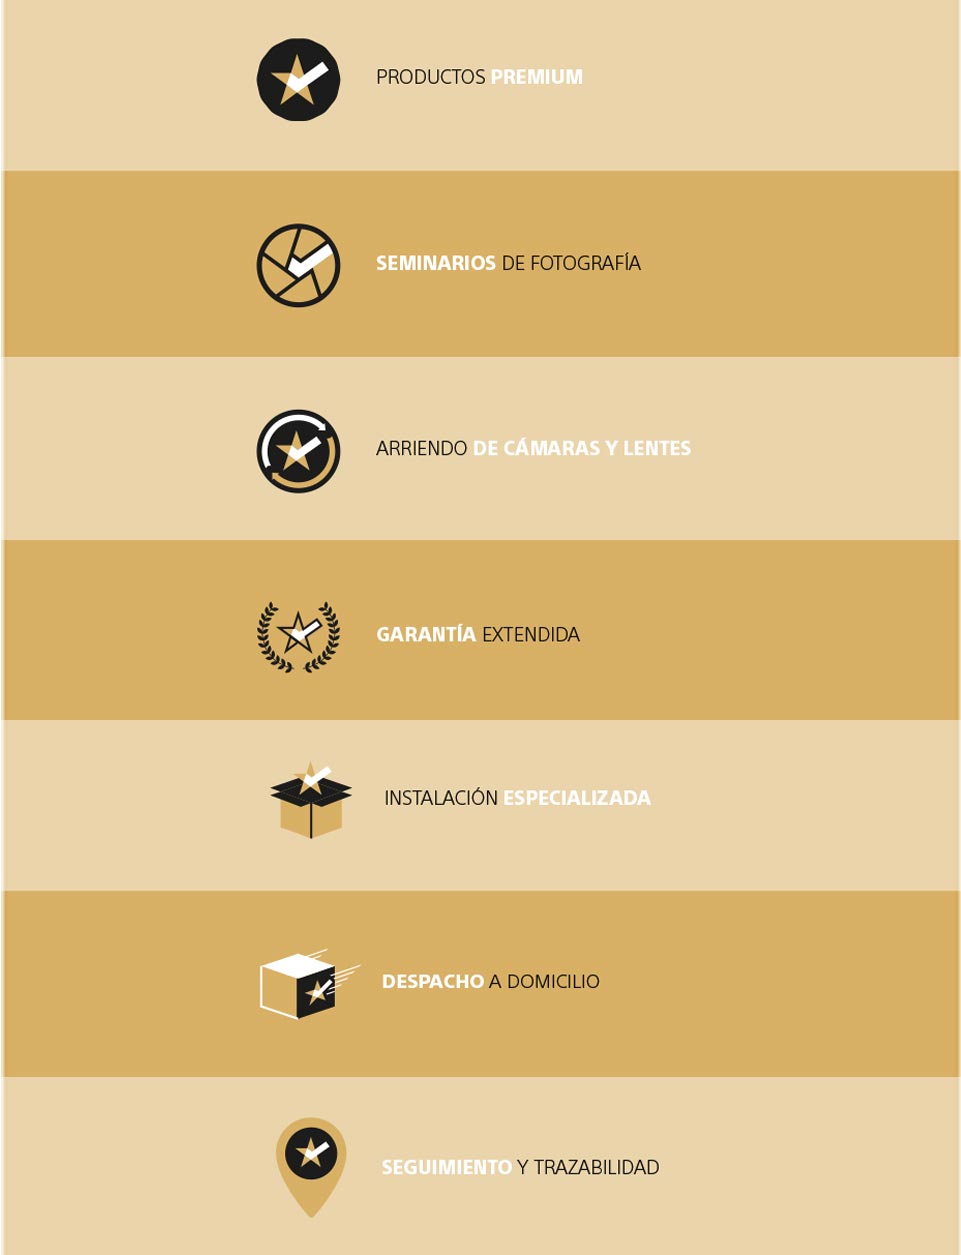 PRODUCTOS PREMIUM
SEMINARIOS DE FOTOGRAFÍA
ARRIENDO DE CÁMARAS Y LENTES
GARANTÍA EXTENDIDA
INSTALACIÓN ESPECIALIZADA
DESPACHO A DOMICILIO
SEGUIMIENTO Y TRAZABILIDAD